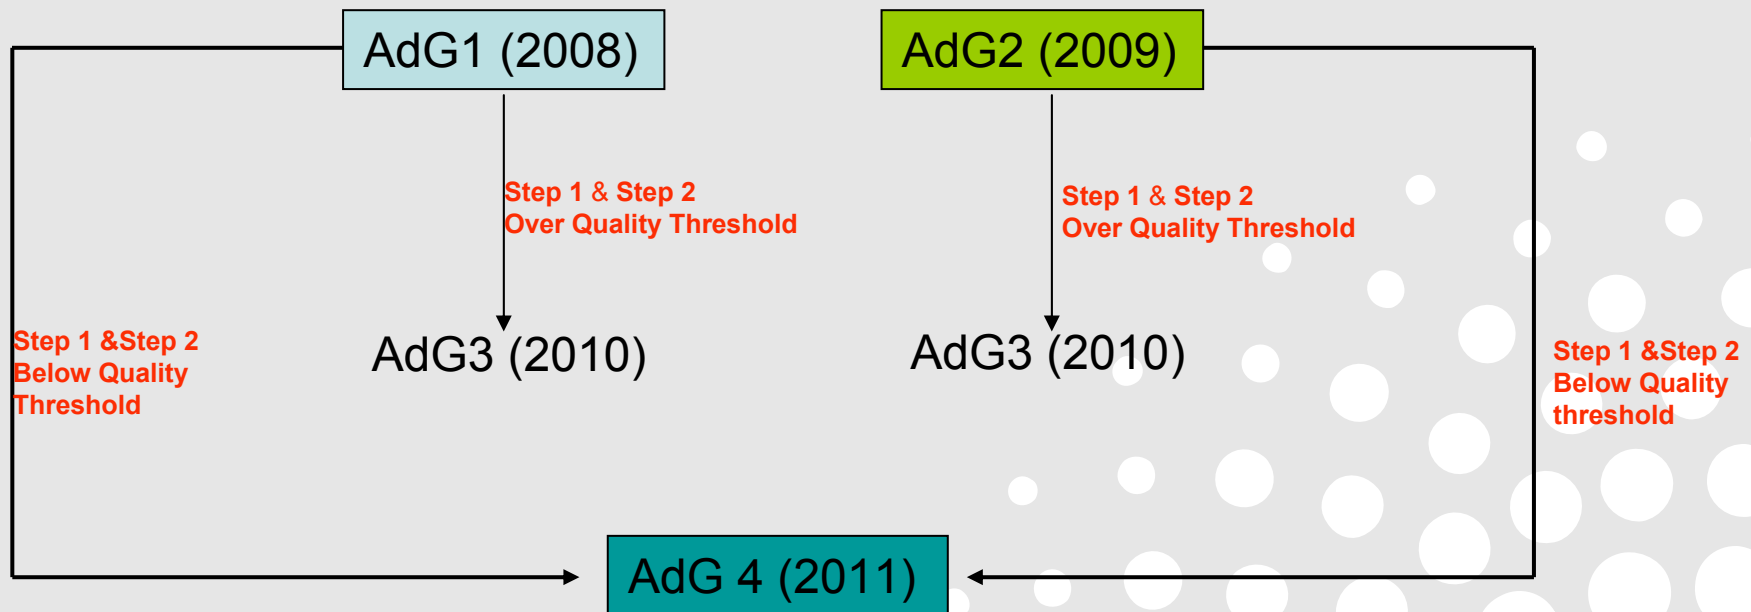 AdG1 (2008)
AdG2 (2009)
Step 1 & Step 2
Over Quality Threshold
Step 1 & Step 2
Over Quality Threshold
Step 1 &Step 2
Below Quality
Threshold
AdG3 (2010)
AdG3 (2010)
Step 1 &Step 2
Below Quality
threshold
AdG 4 (2011)